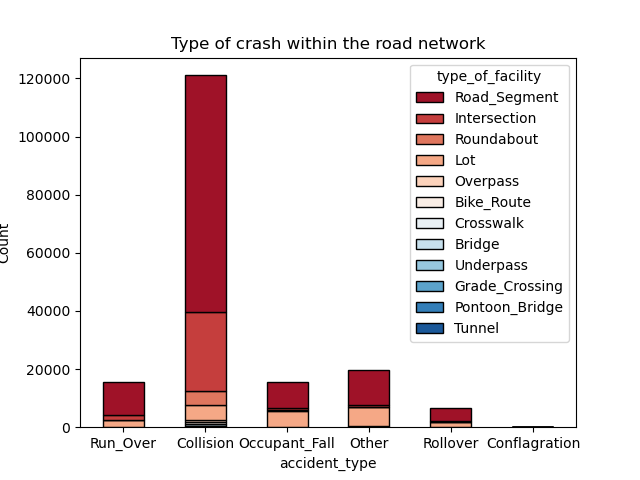 Type of crash within the road network
type_of_facility
Road_Segment
Intersection
Roundabout
Lot
Overpass
Bike_Route
Crosswalk
Bridge
Underpass
Grade_Crossing
Pontoon_Bridge
Tunnel
120000
100000
80000
60000
40000
20000
0
Count
Run_Over Collision Occupant_Fall Other Rollover Conflagration
accident_type